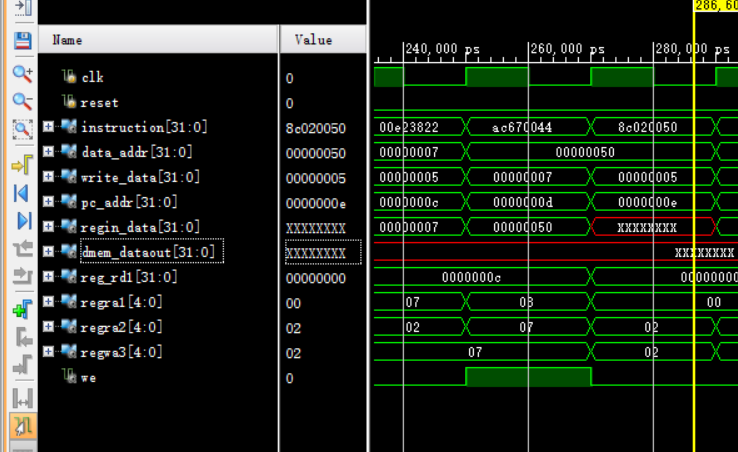 286,60
Name Value
240,000 ps 260,000 ps 280,000 ps
clk 0
reset 0
instruction[31:0] 8c020050 00e23822 ac670044 8c020050
data_addr[31:0] 00000050 00000007 00000050
write_data[31:0] 00000005 00000005 00000007 00000005
pc_addr[31:0] 0000000e 0000000c 0000000d 0000000e
regin_data[31:0] XXXXXXXX 00000007 00000050 XXXXXXXX
dmem_dataout[31:0] XXXXXXXX XXXXXXXX
reg_rd1[31:0] 00000000 0000000c 00000000
regra1[4:0] 00 07 03 00
regra2[4:0] 02 02 07 02
regwa3[4:0] 02 07 02
we 0